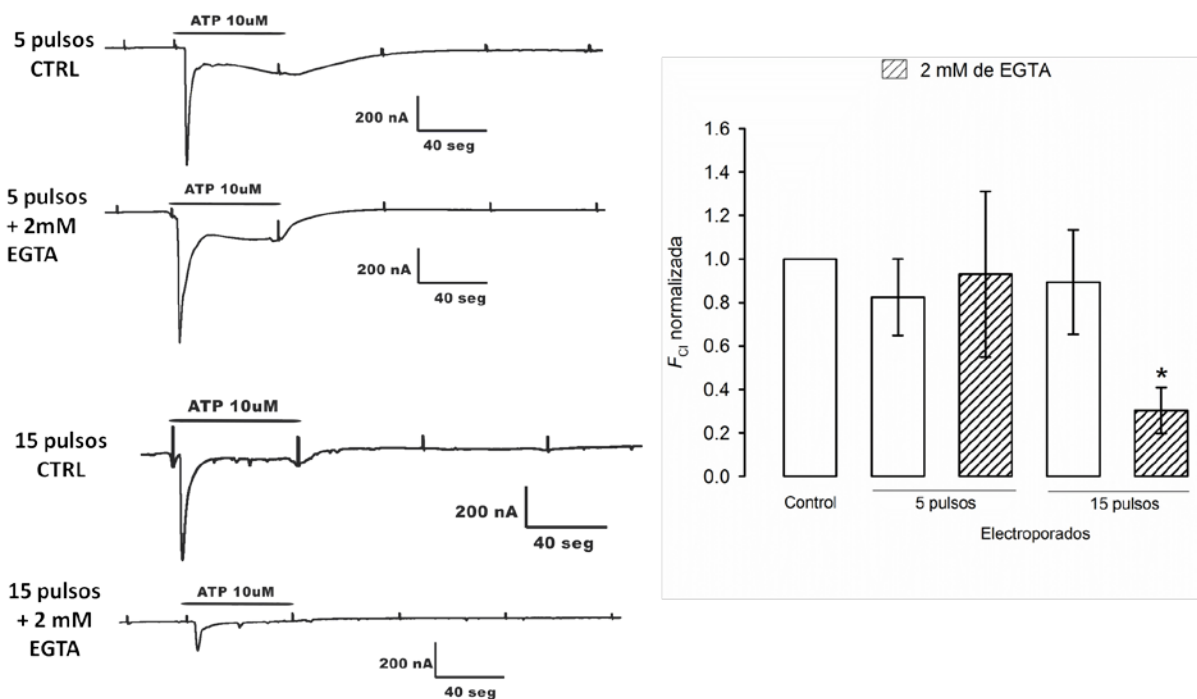 5 pulsos
CTRL
ATP 10uM
200 nA
40 seg
5 pulsos
+ 2mM
EGTA
ATP 10uM
200 nA
40 seg
15 pulsos
CTRL
ATP 10uM
200 nA
40 seg
15 pulsos
+ 2 mM
EGTA
ATP 10uM
200 nA
40 seg
2 mM de EGTA
F_Cl normalizada
1.6
1.4
1.2
1.0
0.8
0.6
0.4
0.2
0.0
*
Control
5 pulsos
15 pulsos
Electroporados